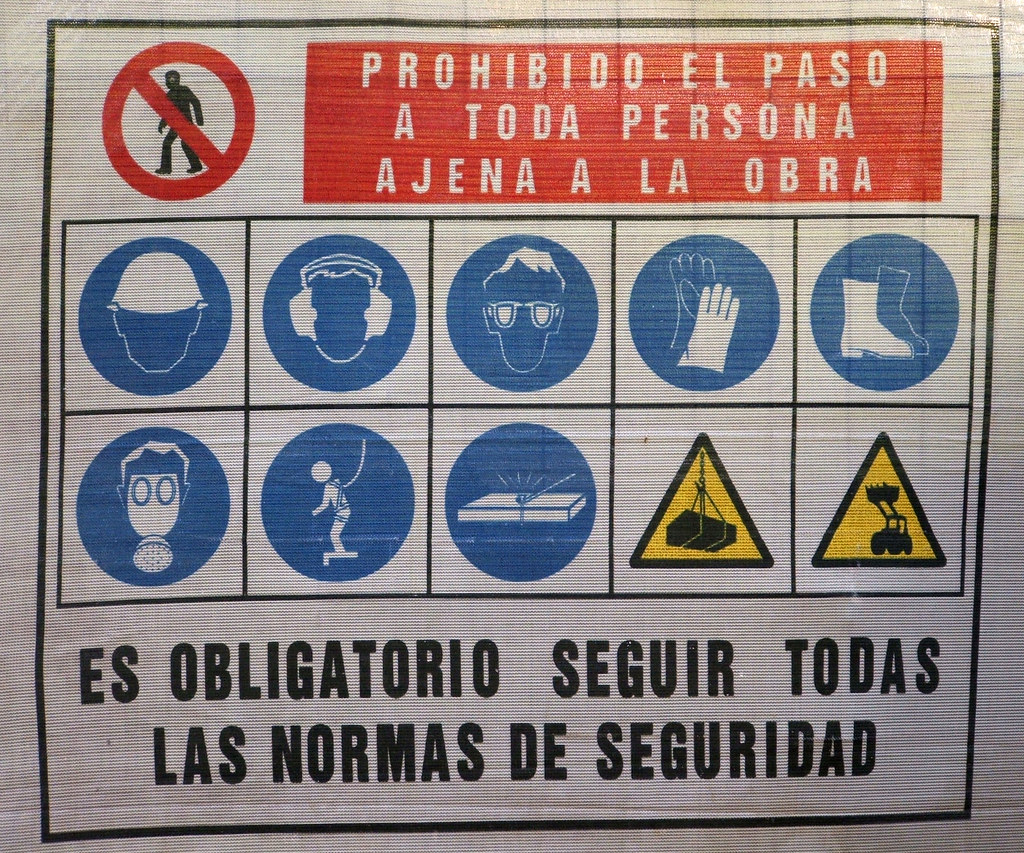 PROHIBIDO EL PASO
A TODA PERSONA
AJENA A LA OBRA
ES OBLIGATORIO SEGUIR TODAS
LAS NORMAS DE SEGURIDAD